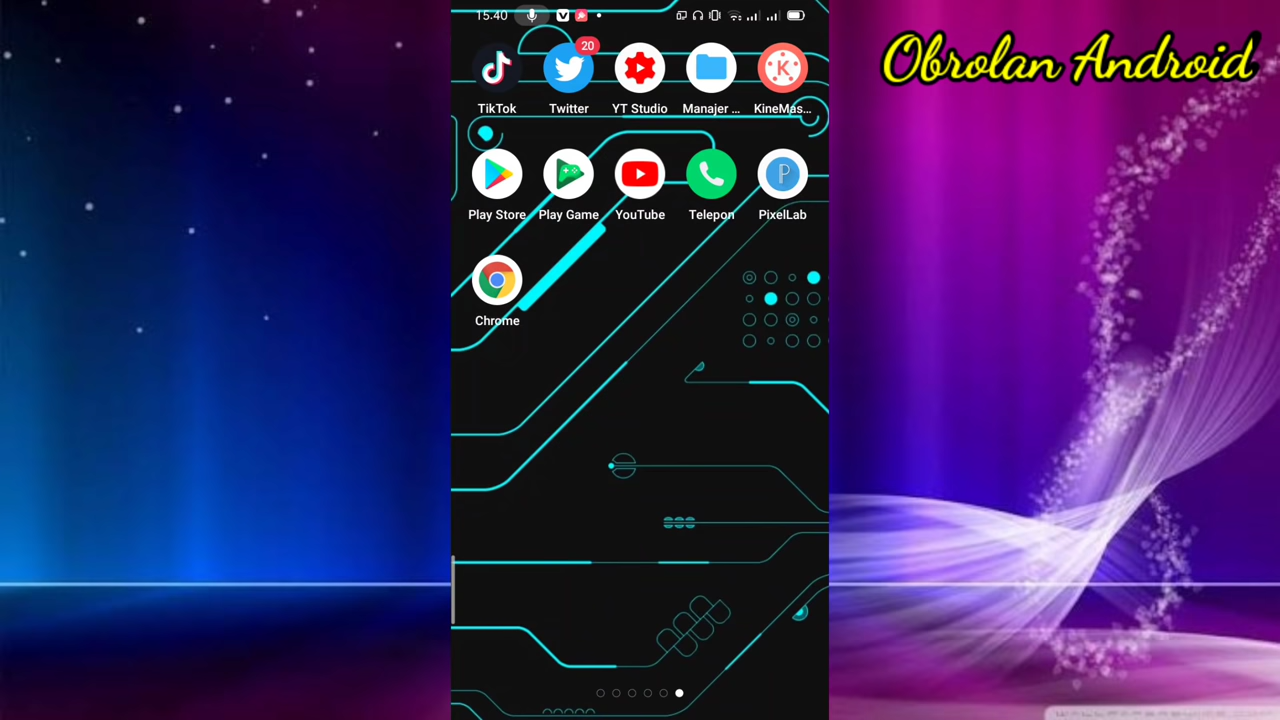 15.40
Obrolan Android
20
TikTok Twitter YT Studio Manajer ... KineMas...
Play Store Play Game YouTube Telepon PixelLab
Chrome